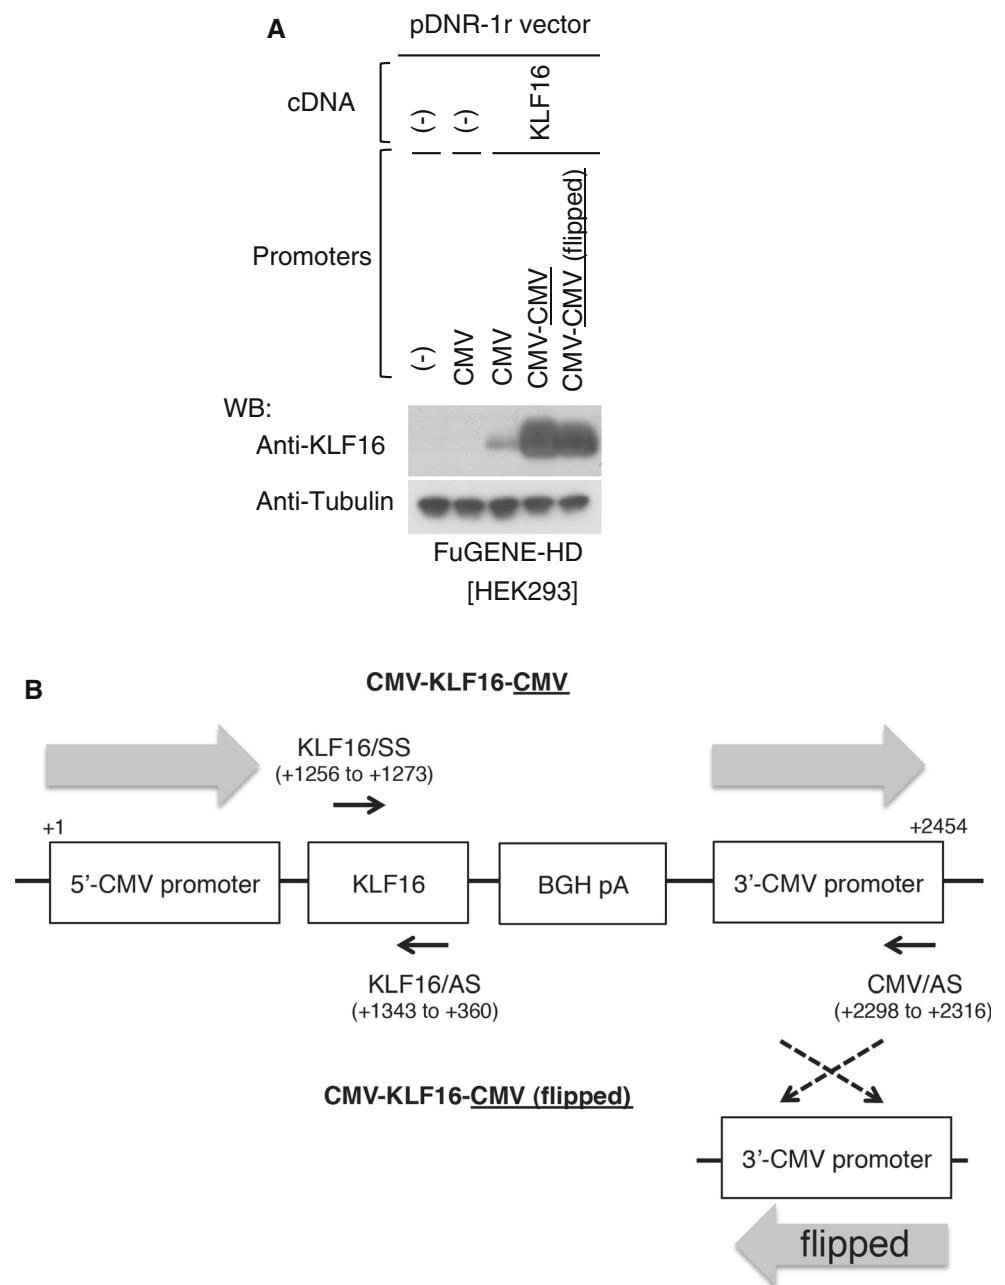 A
pDNR-1r vector
cDNA
(-)
(-)
KLF16
Promoters
(-)
CMV
CMV
CMV-CMV
CMV-CMV (flipped)
WB:
Anti-KLF16
Anti-Tubulin
FuGENE-HD
[HEK293]
B
CMV-KLF16-CMV
KLF16/SS
(+1256 to +1273)
+1
+2454
5’-CMV promoter
KLF16
BGH pA
3’-CMV promoter
KLF16/AS
(+1343 to +360)
CMV/AS
(+2298 to +2316)
CMV-KLF16-CMV (flipped)
3’-CMV promoter
flipped